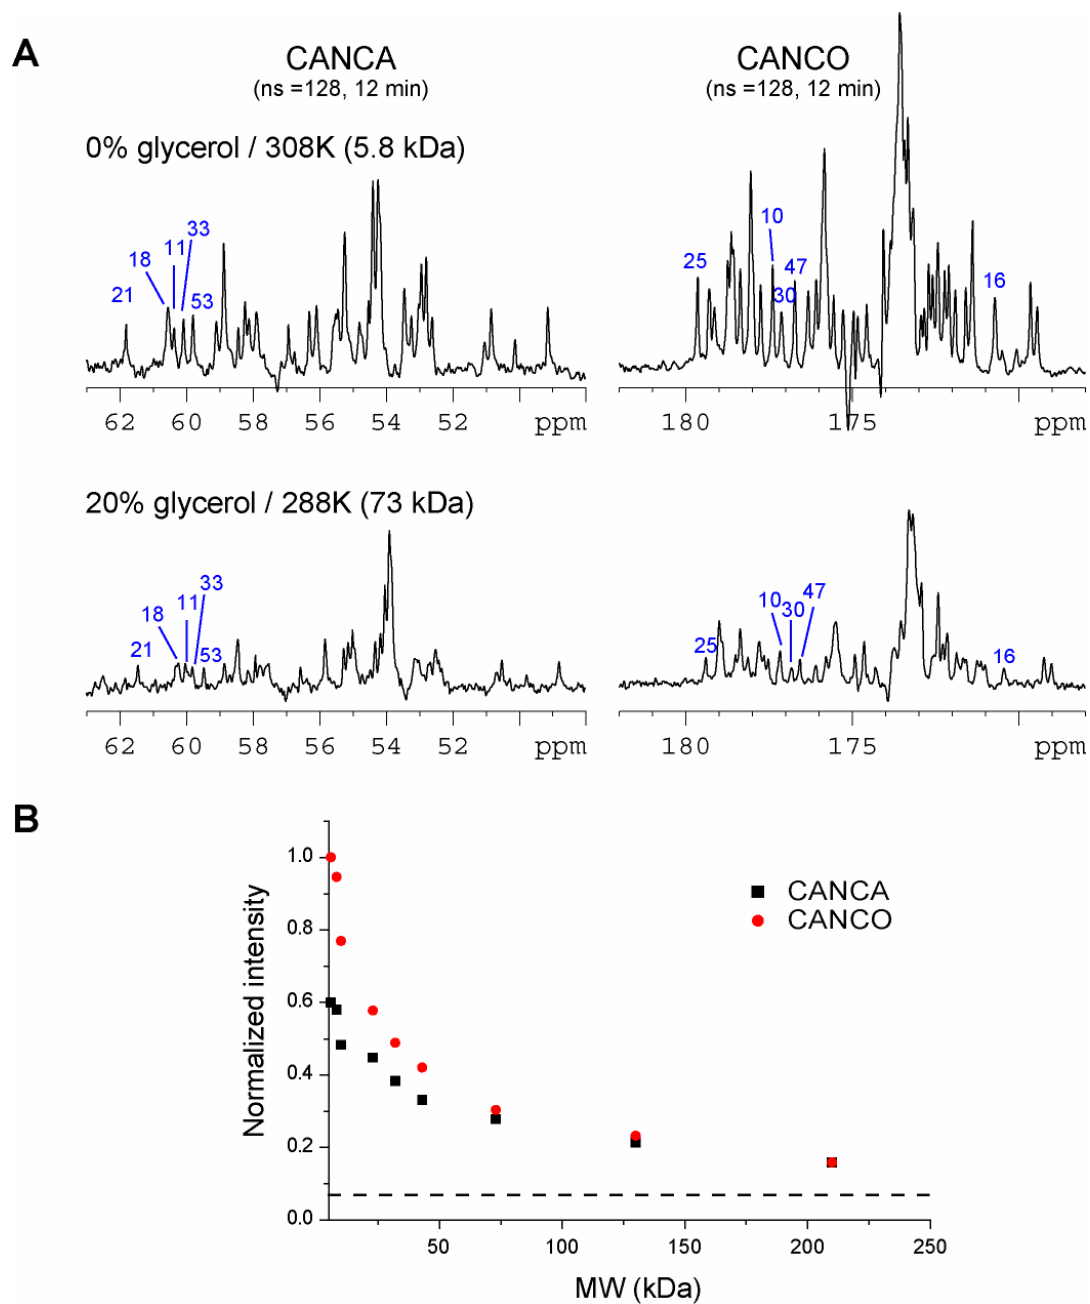 A
CANCA
(ns =128, 12 min)
CANCO
(ns =128, 12 min)
0% glycerol / 308K (5.8 kDa)
21 18 11 33 53
25 10 30 47 16
62 60 58 56 54 52 ppm
180 175 ppm
20% glycerol / 288K (73 kDa)
21 18 11 33 53
25 10 30 47 16
62 60 58 56 54 52 ppm
180 175 ppm
B
Normalized intensity
1.0
0.8
0.6
0.4
0.2
0.0
CANCA
CANCO
50 100 150 200 250
MW (kDa)